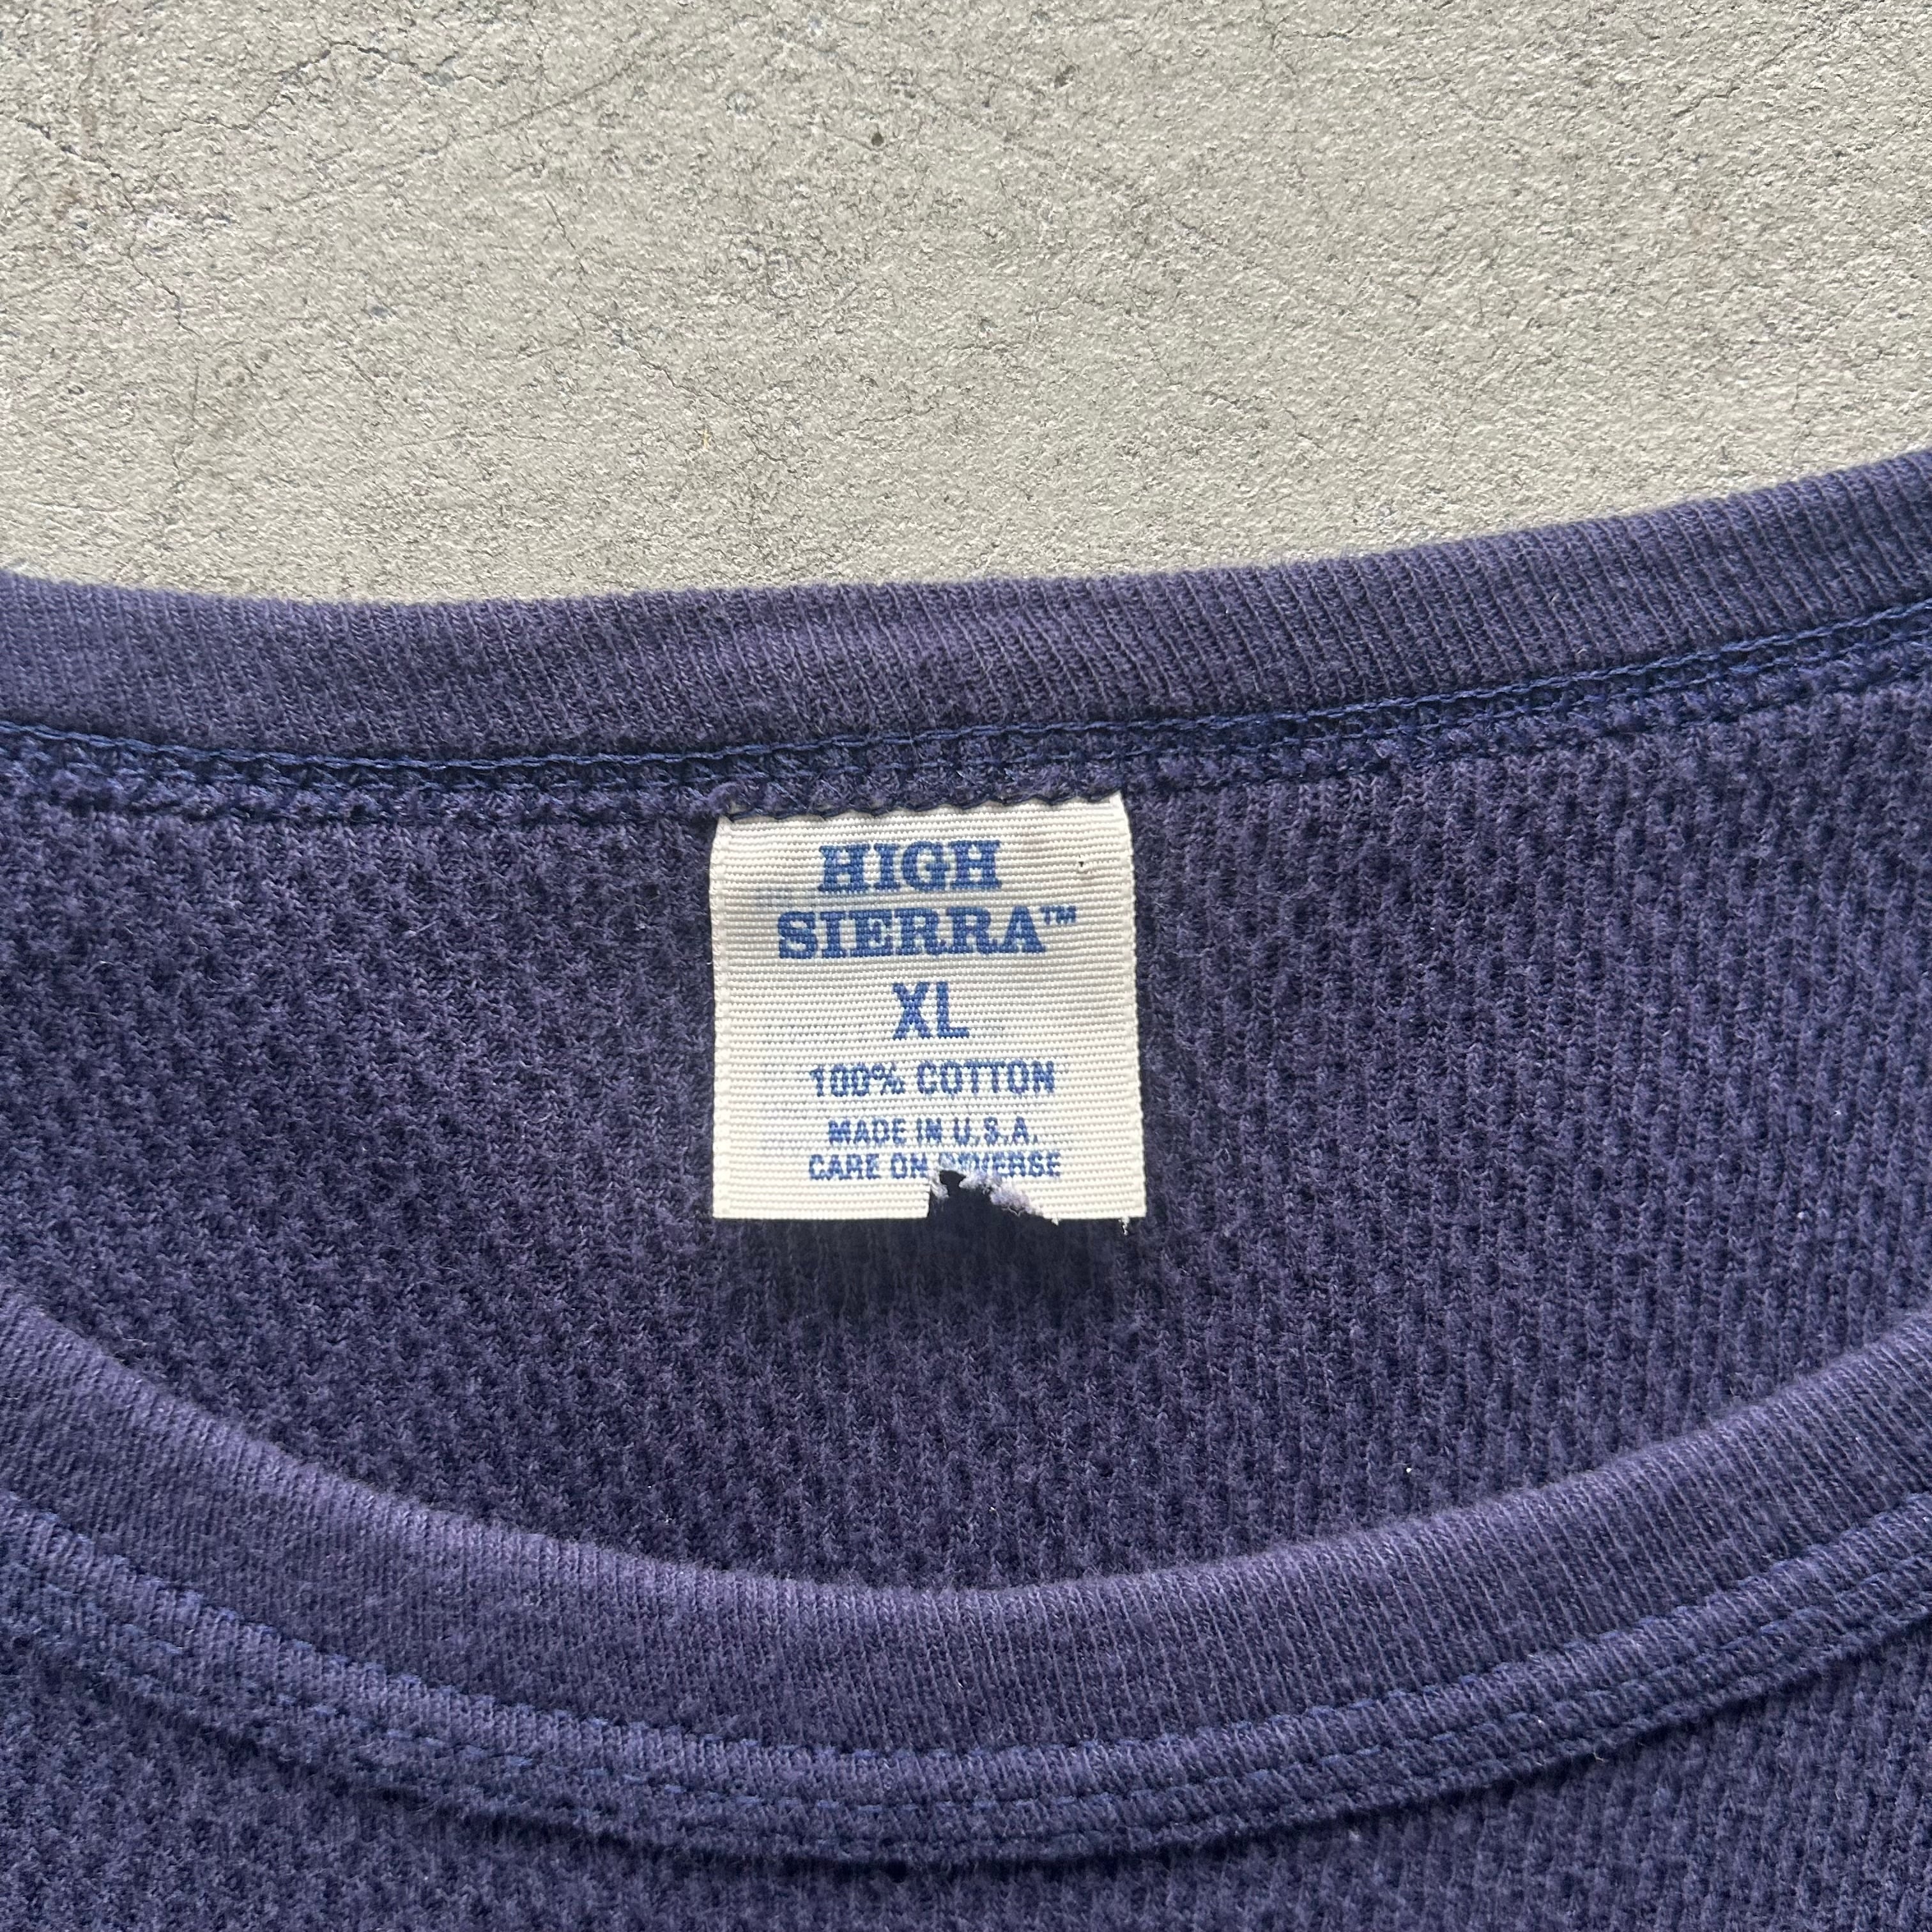 HIGH
SIERRA™
XL
100% COTTON
MADE IN U.S.A.
CARE ON REVERSE